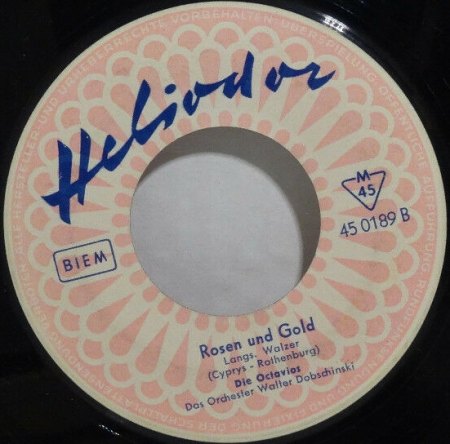 Heliodor
M
45
45 0189 B
BIEM
Rosen und Gold
Langs. Walzer
(Cyprys - Rothenburg)
Die Octavios
Das Orchester Walter Dobschinski